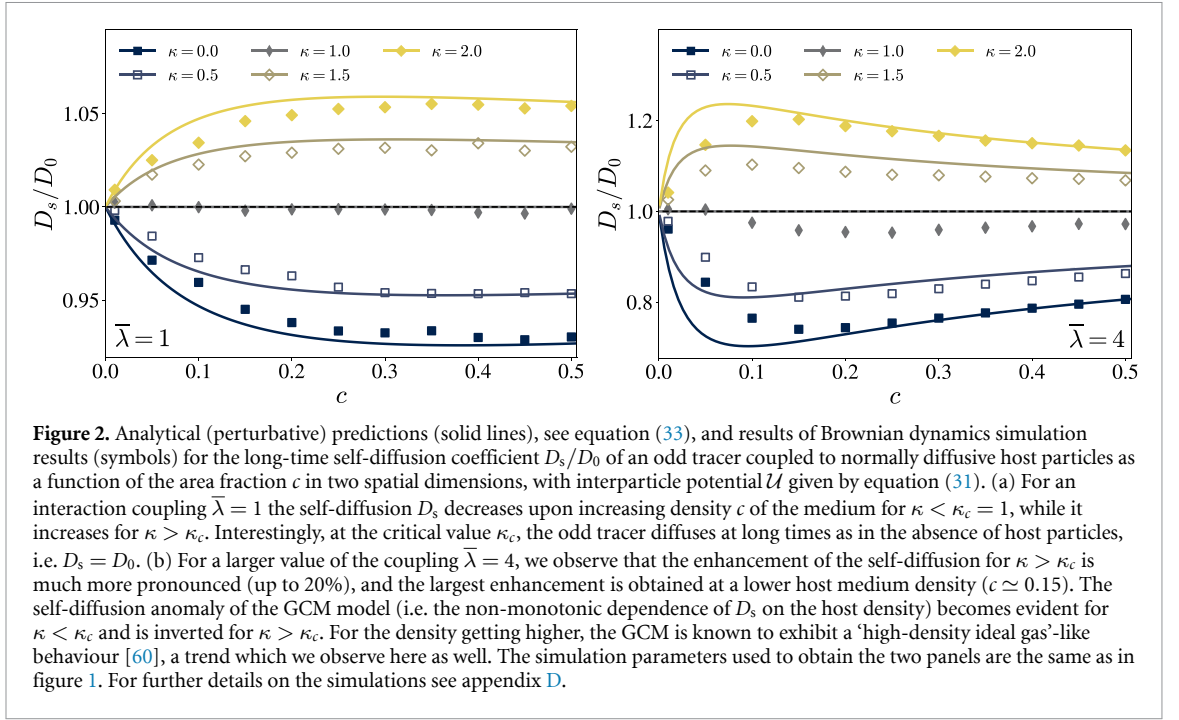 κ = 0.0 κ = 1.0 κ = 2.0
κ = 0.5 κ = 1.5
1.05
1.00
0.95
D_s/D_0
λ̅ = 1
0.0 0.1 0.2 0.3 0.4 0.5
c
κ = 0.0 κ = 1.0 κ = 2.0
κ = 0.5 κ = 1.5
1.2
1.0
0.8
D_s/D_0
λ̅ = 4
0.0 0.1 0.2 0.3 0.4 0.5
c
Figure 2. Analytical (perturbative) predictions (solid lines), see equation (33), and results of Brownian dynamics simulation
results (symbols) for the long-time self-diffusion coefficient D_s/D_0 of an odd tracer coupled to normally diffusive host particles as
a function of the area fraction c in two spatial dimensions, with interparticle potential 𝒰 given by equation (31). (a) For an
interaction coupling λ̅ = 1 the self-diffusion D_s decreases upon increasing density c of the medium for κ < κ_c = 1, while it
increases for κ > κ_c. Interestingly, at the critical value κ_c, the odd tracer diffuses at long times as in the absence of host particles,
i.e. D_s = D_0. (b) For a larger value of the coupling λ̅ = 4, we observe that the enhancement of the self-diffusion for κ > κ_c is
much more pronounced (up to 20%), and the largest enhancement is obtained at a lower host medium density (c ≃ 0.15). The
self-diffusion anomaly of the GCM model (i.e. the non-monotonic dependence of D_s on the host density) becomes evident for
κ < κ_c and is inverted for κ > κ_c. For the density getting higher, the GCM is known to exhibit a ‘high-density ideal gas’-like
behaviour [60], a trend which we observe here as well. The simulation parameters used to obtain the two panels are the same as in
figure 1. For further details on the simulations see appendix D.